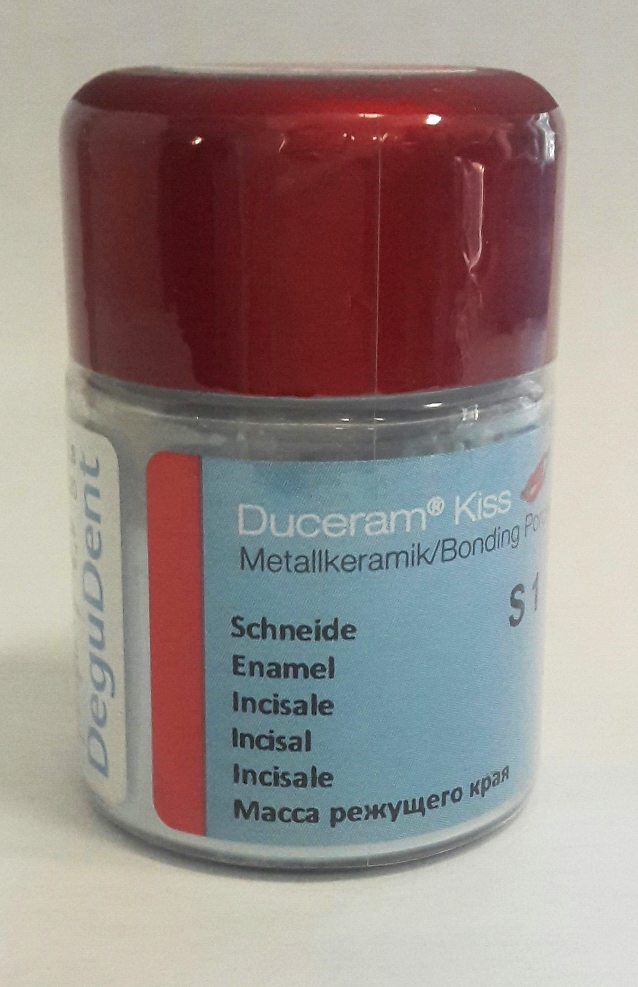 DeguDent
Duceram® Kiss
Metallkeramik/Bonding
S 1
Schneide
Enamel
Incisale
Incisal
Incisale
Масса режущего края